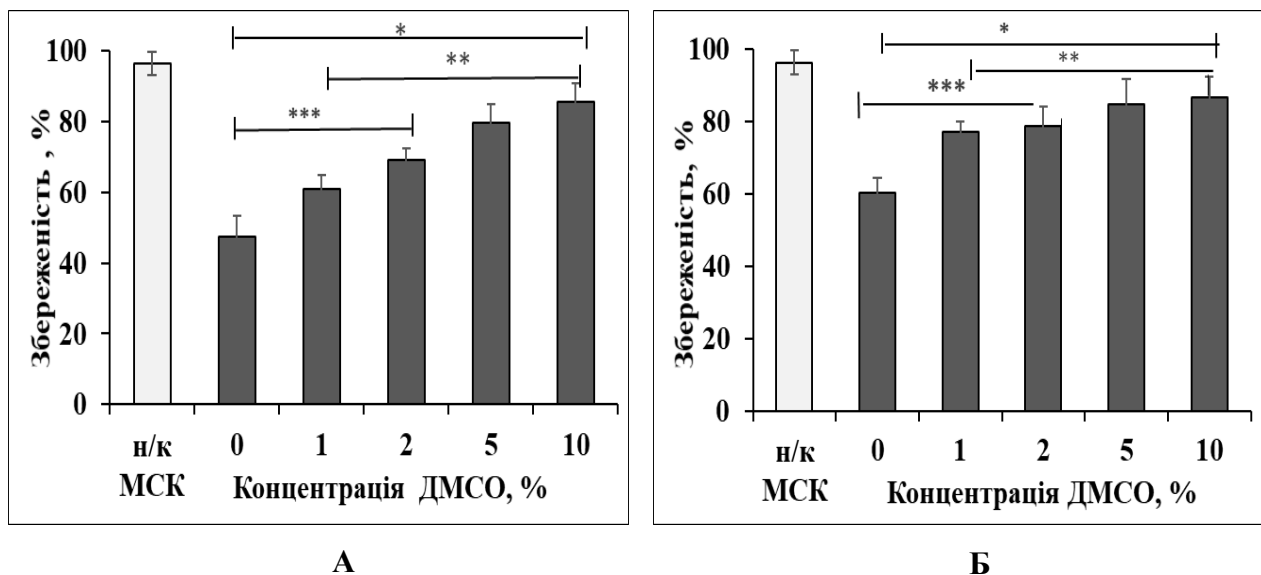 Збереженість , %
100
80
60
40
20
0
*
**
***
н/к
МСК
0 1 2 5 10
Концентрація ДМСО, %
А
Збереженість, %
100
80
60
40
20
0
*
**
***
н/к
МСК
0 1 2 5 10
Концентрація ДМСО, %
Б